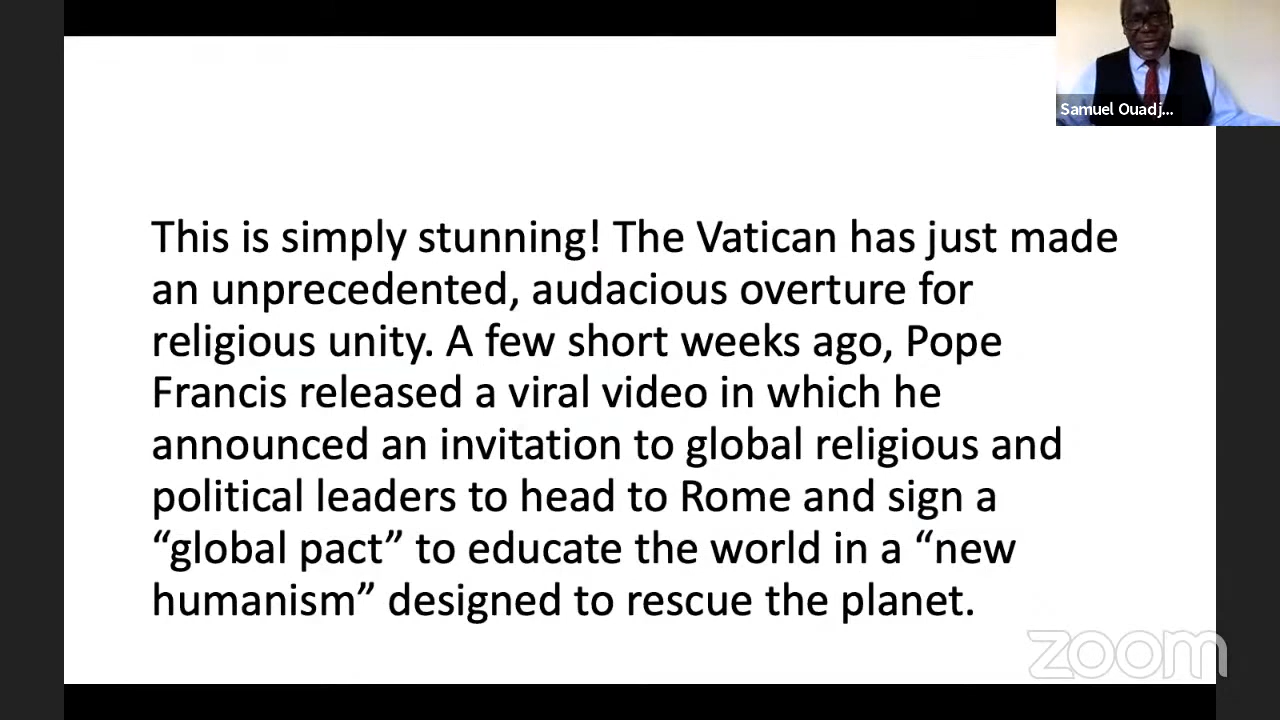 Samuel Ouadj...
This is simply stunning! The Vatican has just made
an unprecedented, audacious overture for
religious unity. A few short weeks ago, Pope
Francis released a viral video in which he
announced an invitation to global religious and
political leaders to head to Rome and sign a
“global pact” to educate the world in a “new
humanism” designed to rescue the planet.
zoom